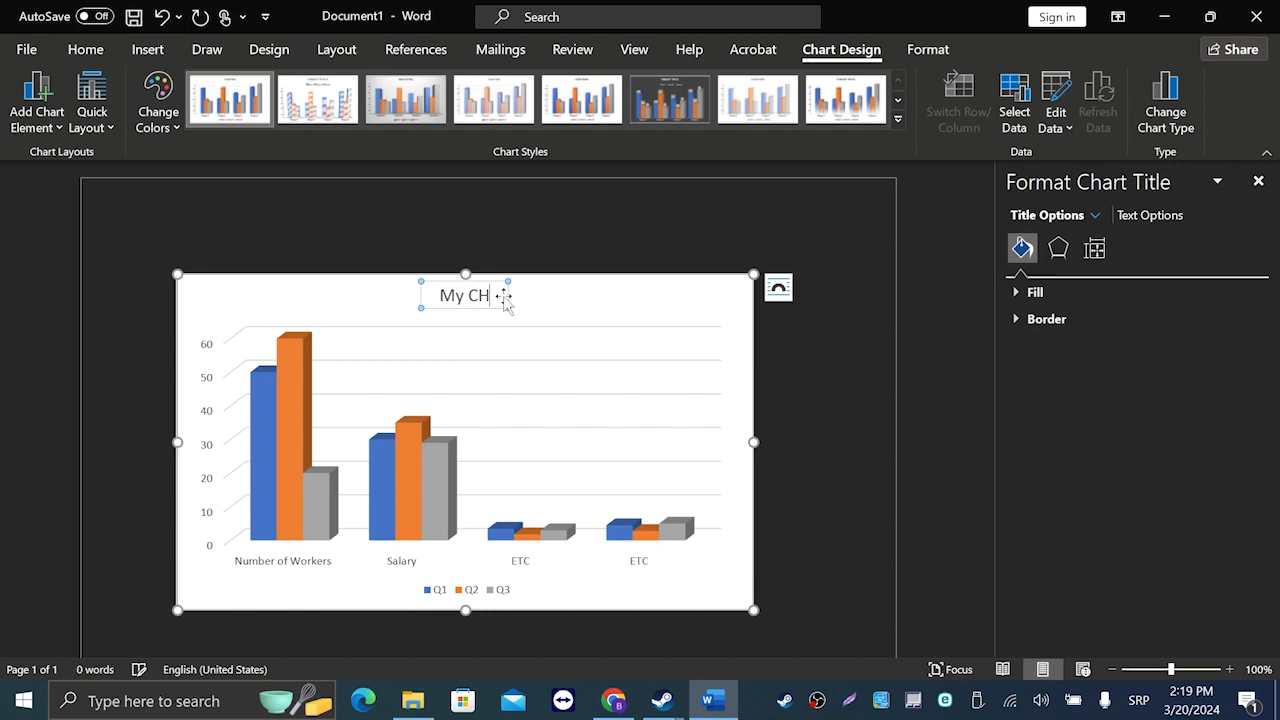 AutoSave Off Document1 - Word Search Sign in
File Home Insert Draw Design Layout References Mailings Review View Help Acrobat Chart Design Format Share
Add Chart Element Quick Layout Change Colors Switch Row/ Column Select Data Edit Data Refresh Data Change Chart Type
Chart Layouts Chart Styles Data Type
Format Chart Title
Title Options Text Options
Fill
Border
My CH
60
50
40
30
20
10
0
Number of Workers Salary ETC ETC
Q1 Q2 Q3
Page 1 of 1 0 words English (United States) Focus 100%
Type here to search SRP 3:19 PM
3/20/2024 1